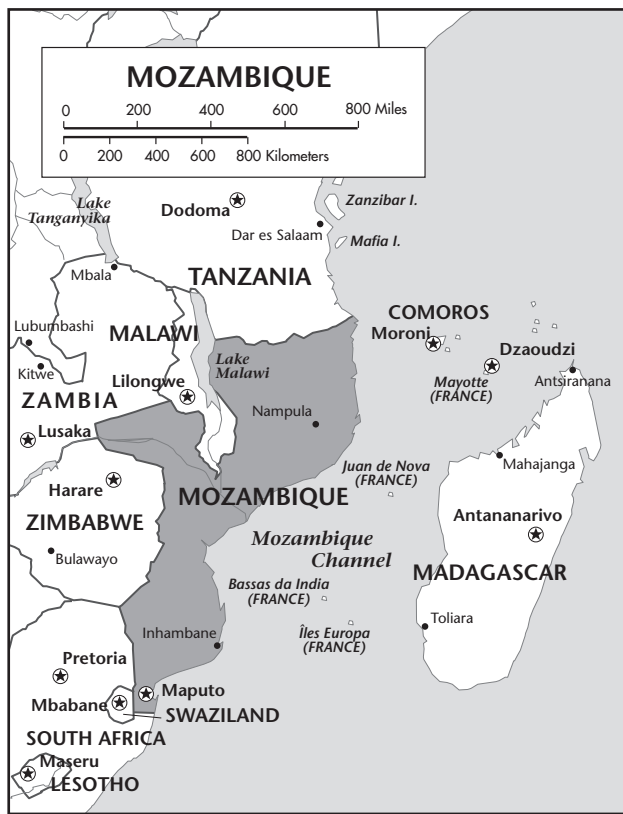 MOZAMBIQUE
0 200 400 600 800 Miles
0 200 400 600 800 Kilometers
Lake
Tanganyika
Dodoma
Zanzibar I.
Dar es Salaam
Mafia I.
Mbala
TANZANIA
COMOROS
Moroni
Lubumbashi
MALAWI
Dzaoudzi
Kitwe
Lake
Malawi
Mayotte
(FRANCE)
Antsiranana
Lilongwe
ZAMBIA
Nampula
Lusaka
Mahajanga
Juan de Nova
(FRANCE)
Harare
MOZAMBIQUE
Antananarivo
ZIMBABWE
Mozambique
Channel
Bulawayo
MADAGASCAR
Bassas da India
(FRANCE)
Toliara
Inhambane
Îles Europa
(FRANCE)
Pretoria
Maputo
Mbabane
SWAZILAND
SOUTH AFRICA
Maseru
LESOTHO